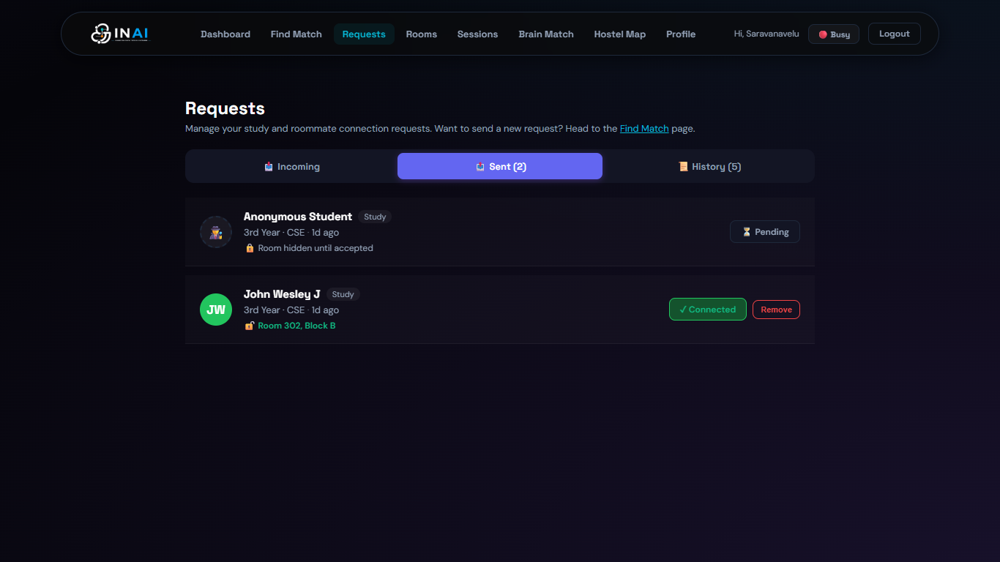 INAI
Dashboard Find Match Requests Rooms Sessions Brain Match Hostel Map Profile Hi, Saravanavelu Busy Logout
Requests
Manage your study and roommate connection requests. Want to send a new request? Head to the Find Match page.
Incoming Sent (2) History (5)
Anonymous Student Study
3rd Year · CSE · 1d ago
Room hidden until accepted
Pending
JW
John Wesley J Study
3rd Year · CSE · 1d ago
Room 302, Block B
✓ Connected Remove